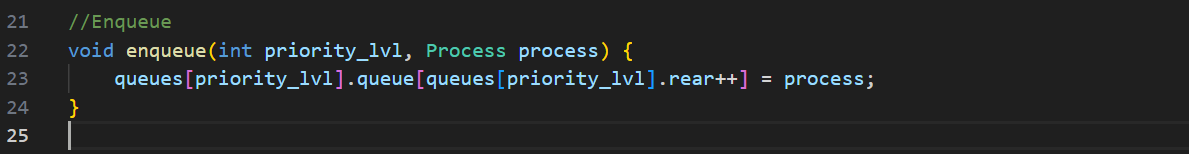 21 //Enqueue
22 void enqueue(int priority_lvl, Process process) {
23     queues[priority_lvl].queue[queues[priority_lvl].rear++] = process;
24 }
25